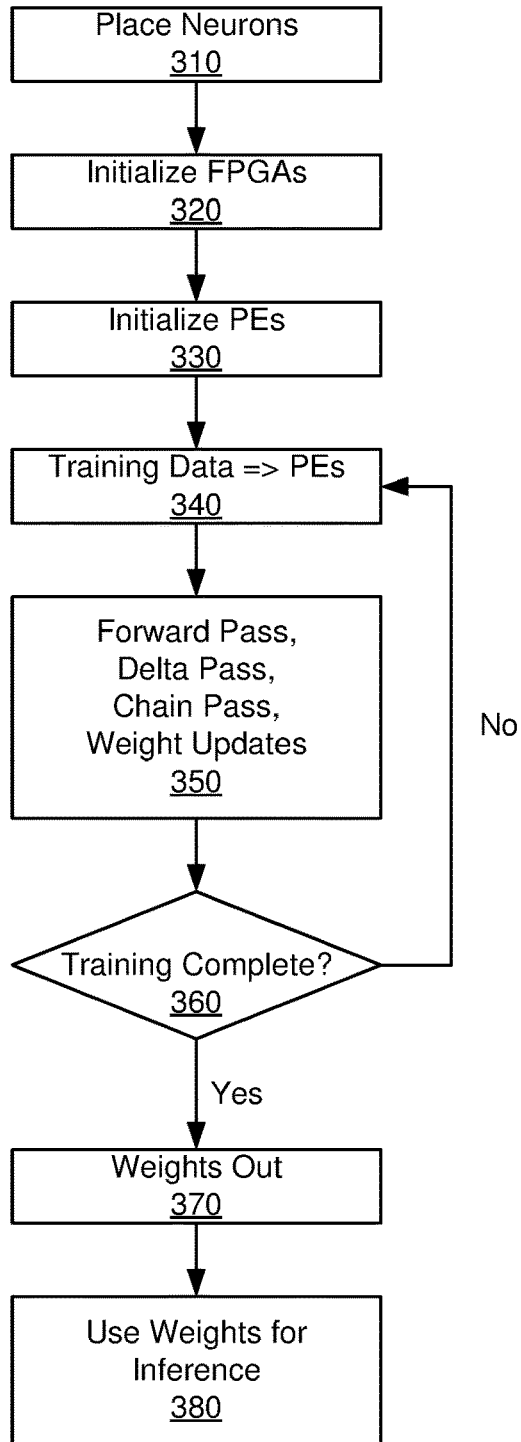 Place Neurons
310
Initialize FPGAs
320
Initialize PEs
330
Training Data => PEs
340
Forward Pass,
Delta Pass,
Chain Pass,
Weight Updates
350
No
Training Complete?
360
Yes
Weights Out
370
Use Weights for
Inference
380